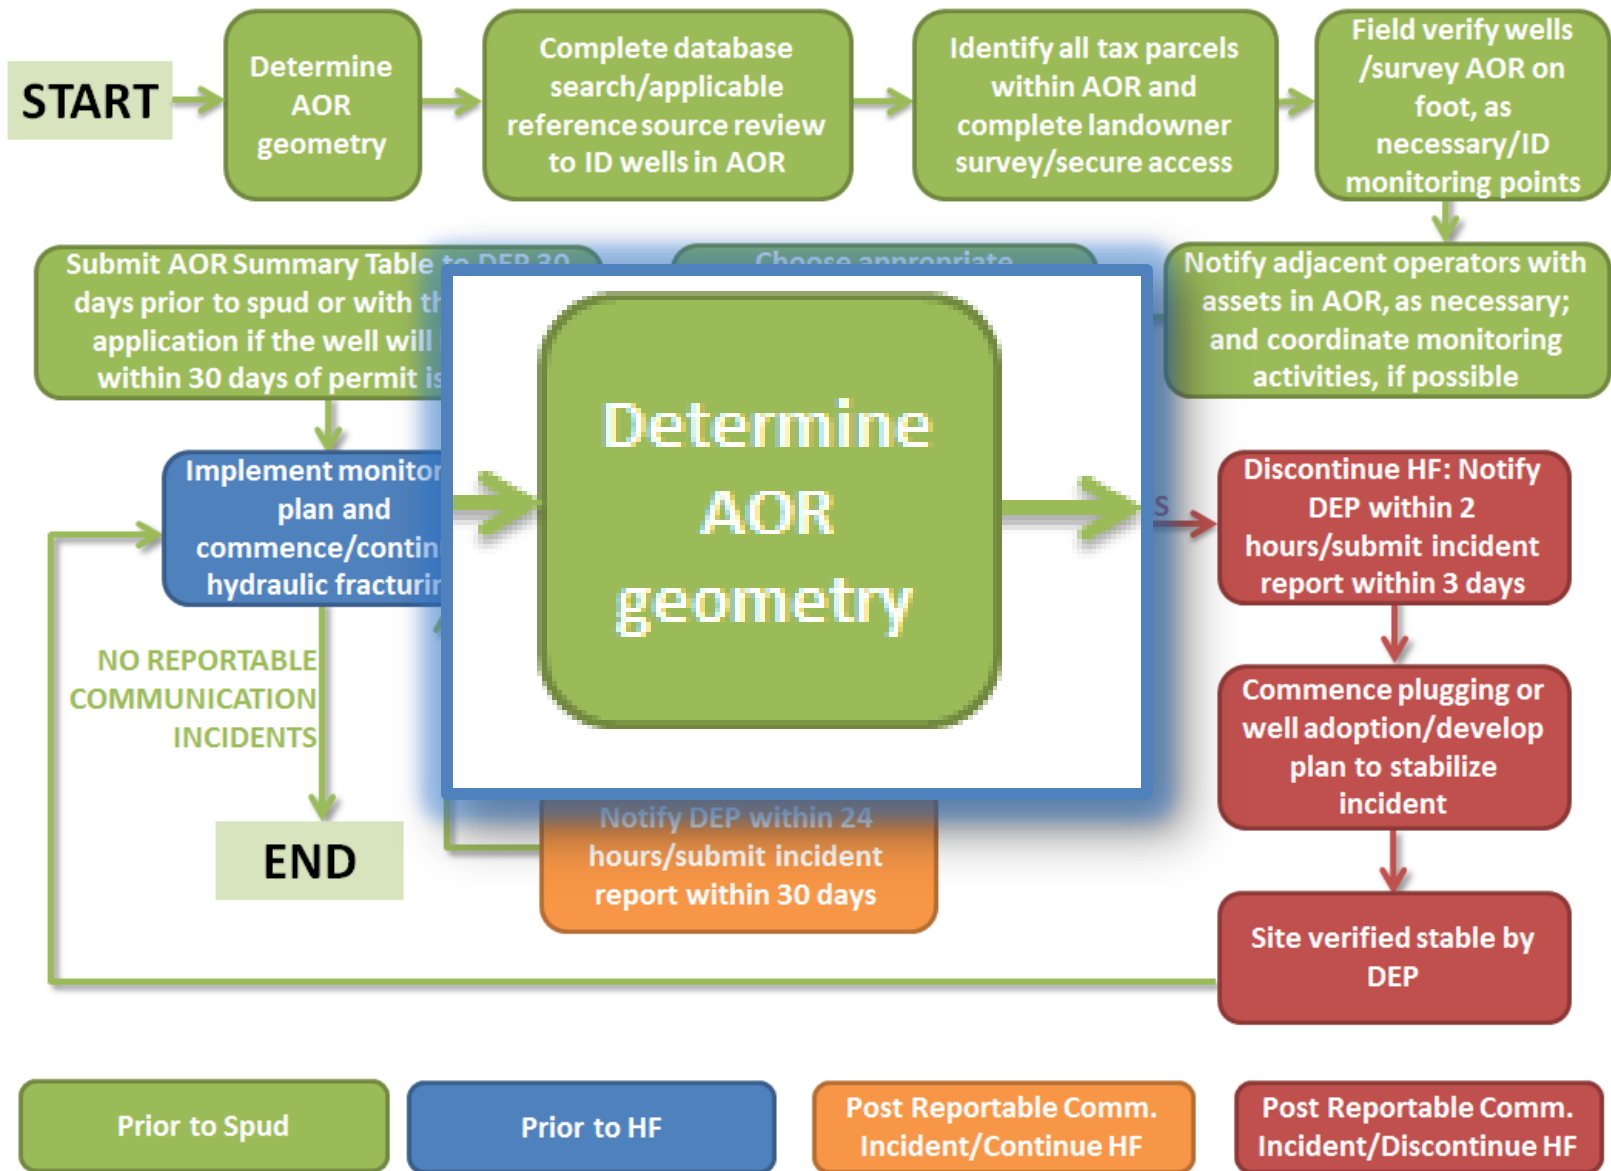 START
Determine
AOR
geometry
Complete database
search/applicable
reference source review
to ID wells in AOR
Identify all tax parcels
within AOR and
complete landowner
survey/secure access
Field verify wells
/survey AOR on
foot, as
necessary/ID
monitoring points
Submit AOR Summary Table to DEP 30
days prior to spud or with
application if the well will
within 30 days of permit
Choose appropriate
Notify adjacent operators with
assets in AOR, as necessary;
and coordinate monitoring
activities, if possible
Determine
AOR
geometry
Implement
plan and
hydraulic
Discontinue HF: Notify
DEP within 2
hours/submit incident
report within 3 days
NO REPORTABLE
COMMUNICATION
INCIDENTS
Commence plugging or
well adoption/develop
plan to stabilize
incident
END
Notify DEP within 24
hours/submit incident
report within 30 days
Site verified stable by
DEP
Prior to Spud
Prior to HF
Post Reportable Comm.
Incident/Continue HF
Post Reportable Comm.
Incident/Discontinue HF